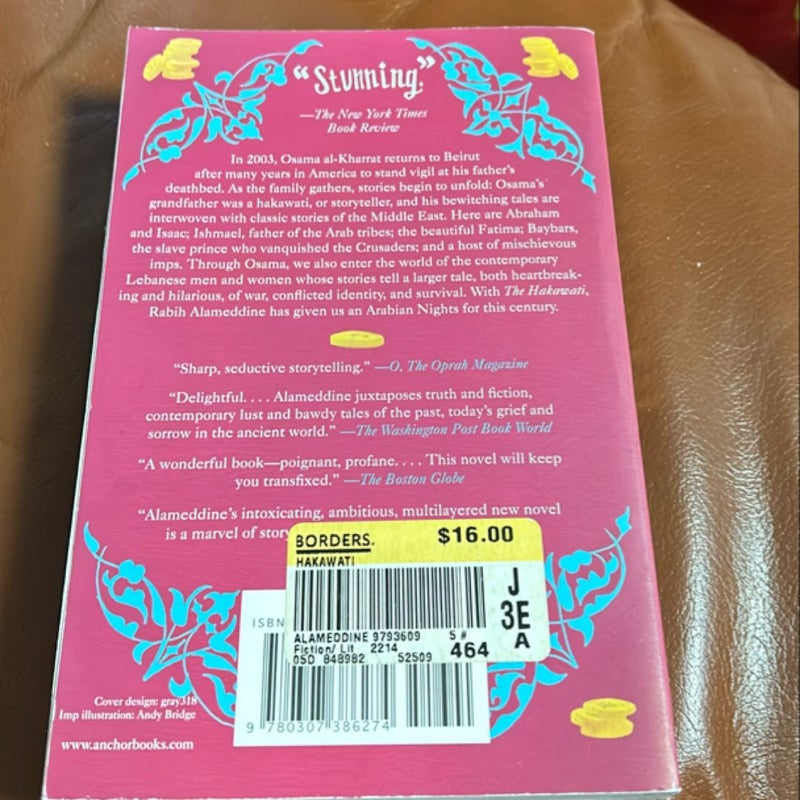 “Stunning”
—The New York Times
Book Review
In 2003, Osama al-Kharrat returns to Beirut
after many years in America to stand vigil at his father's
deathbed. As the family gathers, stories begin to unfold: Osama's
grandfather was a hakawati, or storyteller, and his bewitching tales are
interwoven with classic stories of the Middle East. Here are Abraham
and Isaac; Ishmael, father of the Arab tribes; the beautiful Fatima; Baybars,
the slave prince who vanquished the Crusaders; and a host of mischievous
imps. Through Osama, we also enter the world of the contemporary
Lebanese men and women whose stories tell a larger tale, both heartbreak-
ing and hilarious, of war, conflicted identity, and survival. With The Hakawati,
Rabih Alameddine has given us an Arabian Nights for this century.
“Sharp, seductive storytelling.” —O, The Oprah Magazine
“Delightful. . . . Alameddine juxtaposes truth and fiction,
contemporary lust and bawdy tales of the past, today's grief and
sorrow in the ancient world.” —The Washington Post Book World
“A wonderful book—poignant, profane. . . . This novel will keep
you transfixed.” —The Boston Globe
“Alameddine's intoxicating, ambitious, multilayered new novel
is a marvel of stor
BORDERS. $16.00
HAKAWATI
J
3E
A
ALAMEDDINE 9793609 S#
Fiction/ Lit 2214 464
05D 848982 52509
ISBN
9 780307 386274
Cover design: gray318
Imp illustration: Andy Bridge
www.anchorbooks.com